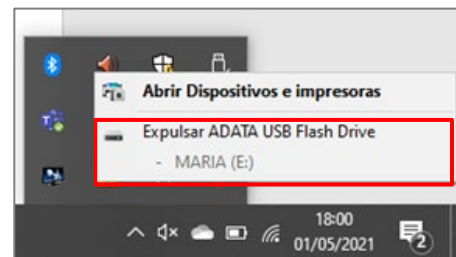 Abrir Dispositivos e impresoras
Expulsar ADATA USB Flash Drive
- MARIA (E:)
18:00
01/05/2021
2